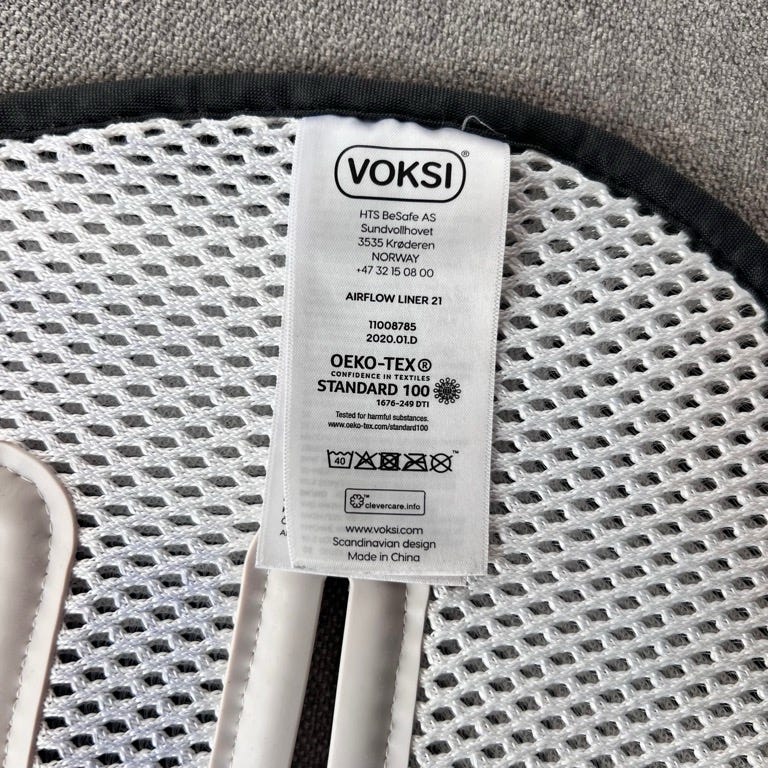 VOKSI®
HTS BeSafe AS
Sundvollhovet
3535 Krøderen
NORWAY
+47 32 15 08 00
AIRFLOW LINER 21
11008785
2020.01.D
OEKO-TEX®
CONFIDENCE IN TEXTILES
STANDARD 100
1676-249 DTI
Tested for harmful substances.
www.oeko-tex.com/standard100
40
™
clevercare.info
www.voksi.com
Scandinavian design
Made in China